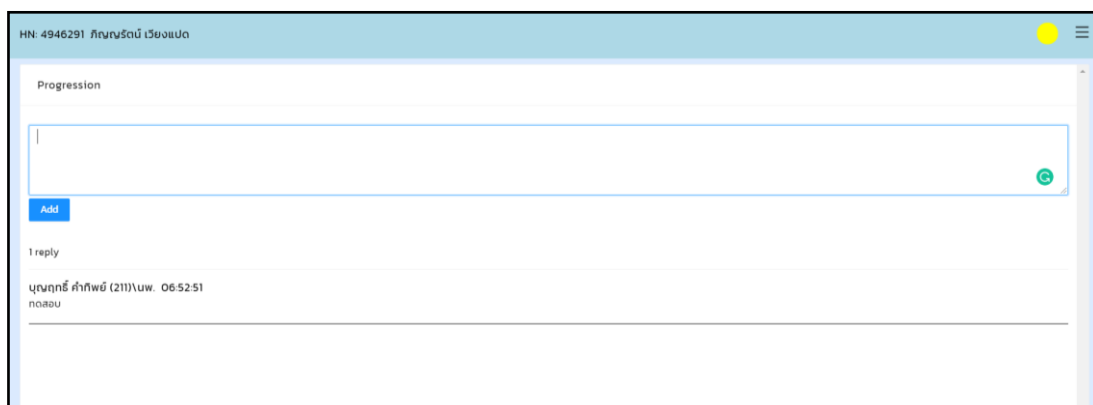 HN: 4946291 ภิญญรัตน์ เวียงแปด
Progression
Add
1 reply
บุญฤทธิ์ คำทิพย์ (211)\นพ. 06:52:51
ทดสอบ